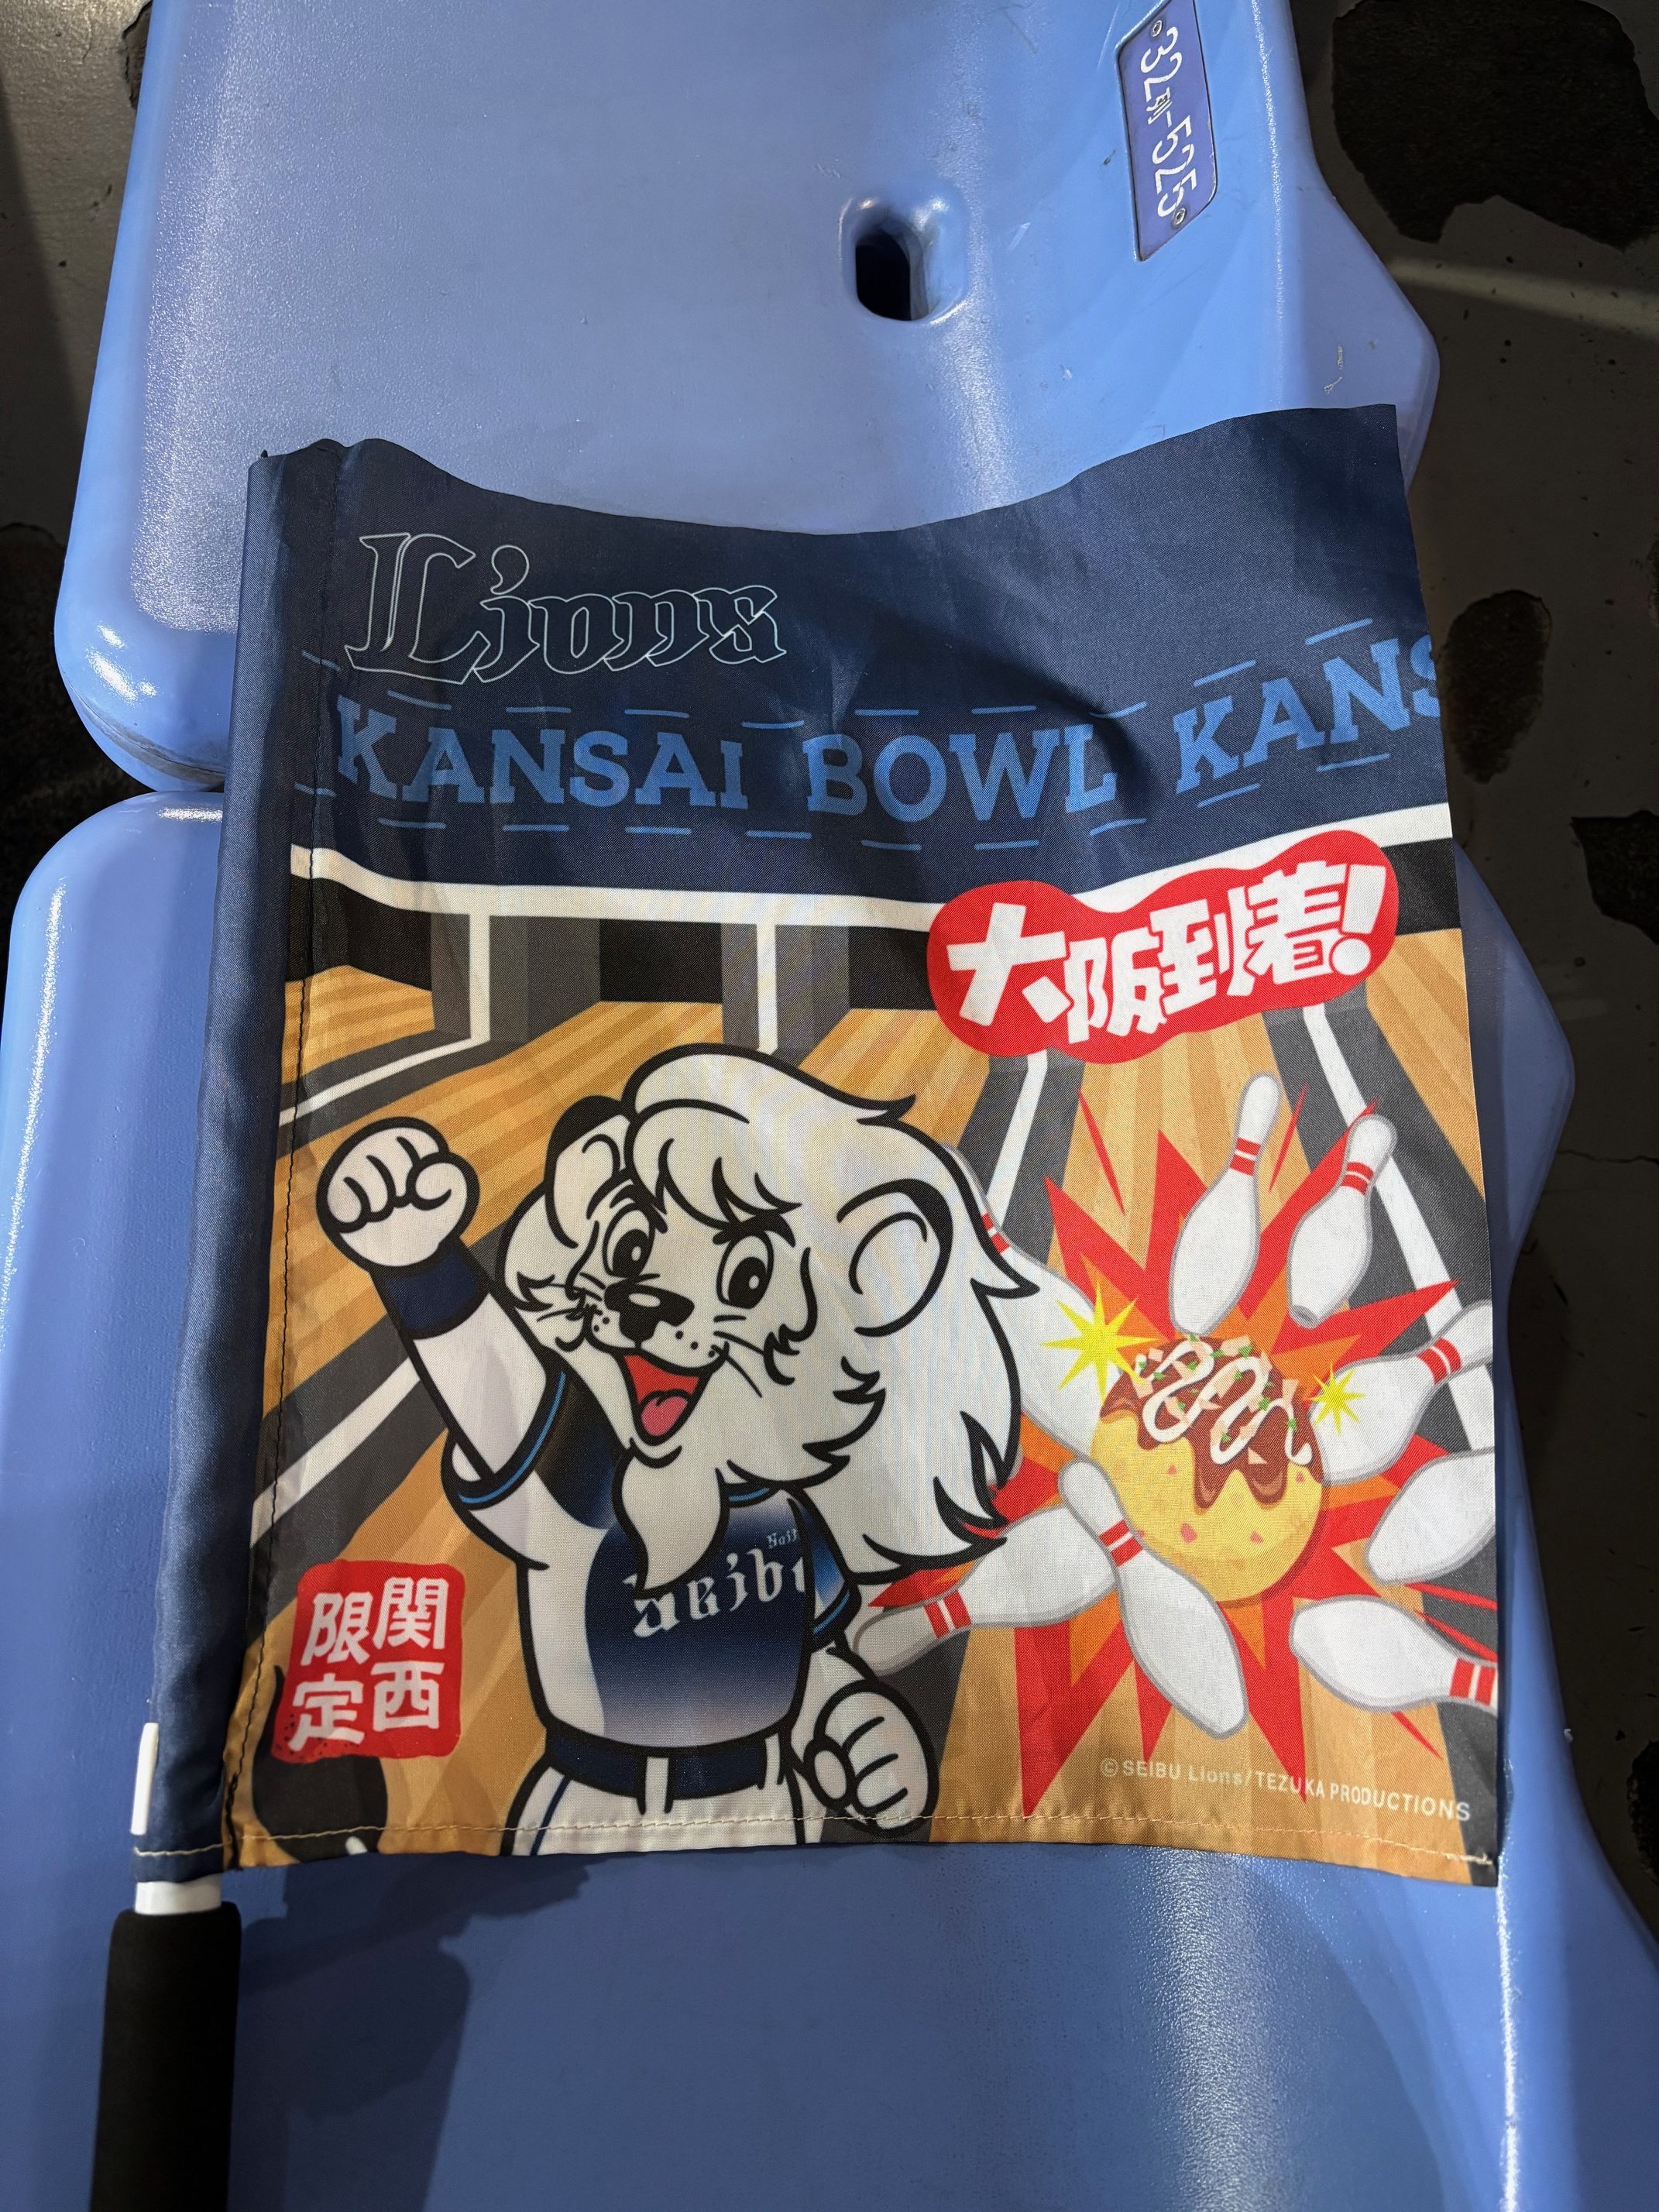 32列-525
Lions
KANSAI BOWL KANS
大阪到着!
関西
限定
©SEIBU Lions/TEZUKA PRODUCTIONS